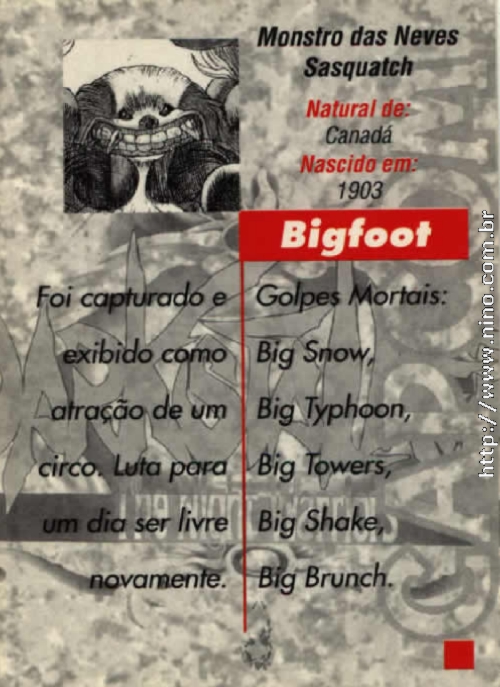 Monstro das Neves
Sasquatch
Natural de:
Canadá
Nascido em:
1903
Bigfoot
Foi capturado e
exibido como
atração de um
circo. Luta para
um dia ser livre
novamente.
Golpes Mortais:
Big Snow,
Big Typhoon,
Big Towers,
Big Shake,
Big Brunch.
http://www.nino.com.br
CAPCOM